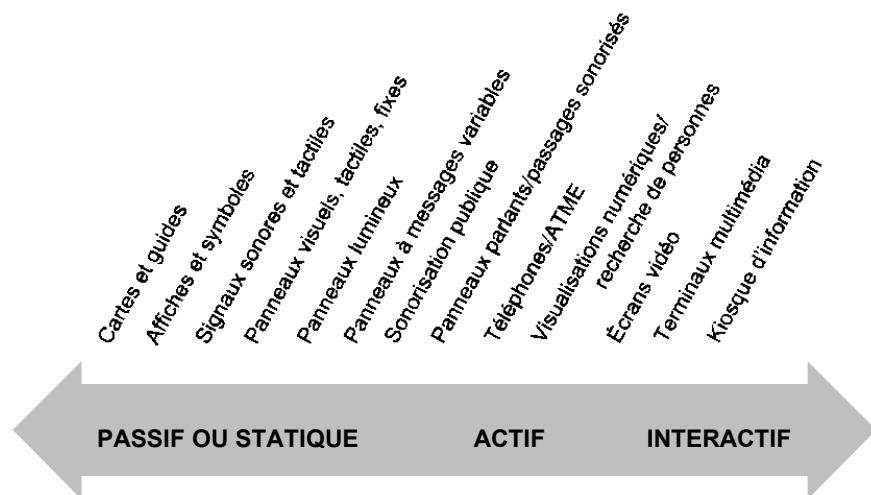 Cartes et guides
Affiches et symboles
Signaux sonores et tactiles
Panneaux visuels, tactiles, fixes
Panneaux lumineux
Panneaux à messages variables
Sonorisation publique
Panneaux parlants/passages sonorisés
Téléphones/ATME
Visualisations numériques/
recherche de personnes
Écrans vidéo
Terminaux multimédia
Kiosque d'information
PASSIF OU STATIQUE ACTIF INTERACTIF